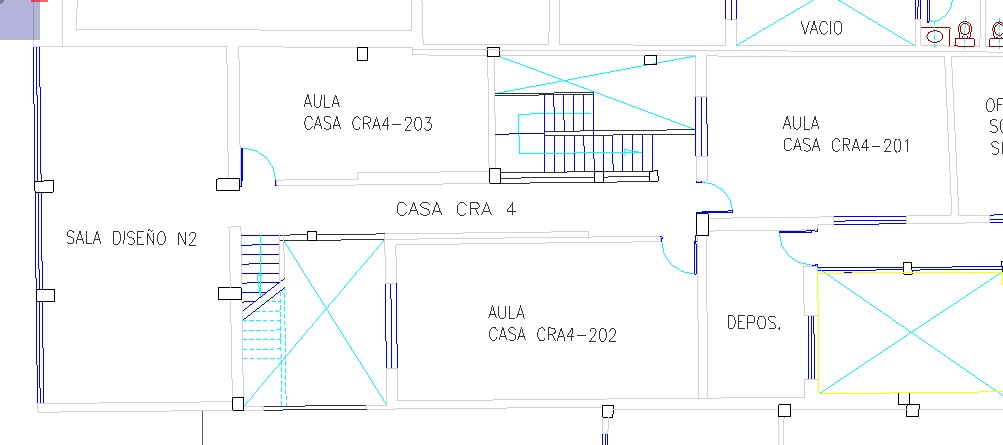 VACIO
AULA
CASA CRA4-203
AULA
CASA CRA4-201
OF
SO
CASA CRA 4
SALA DISEÑO N2
AULA
CASA CRA4-202
DEPOS.